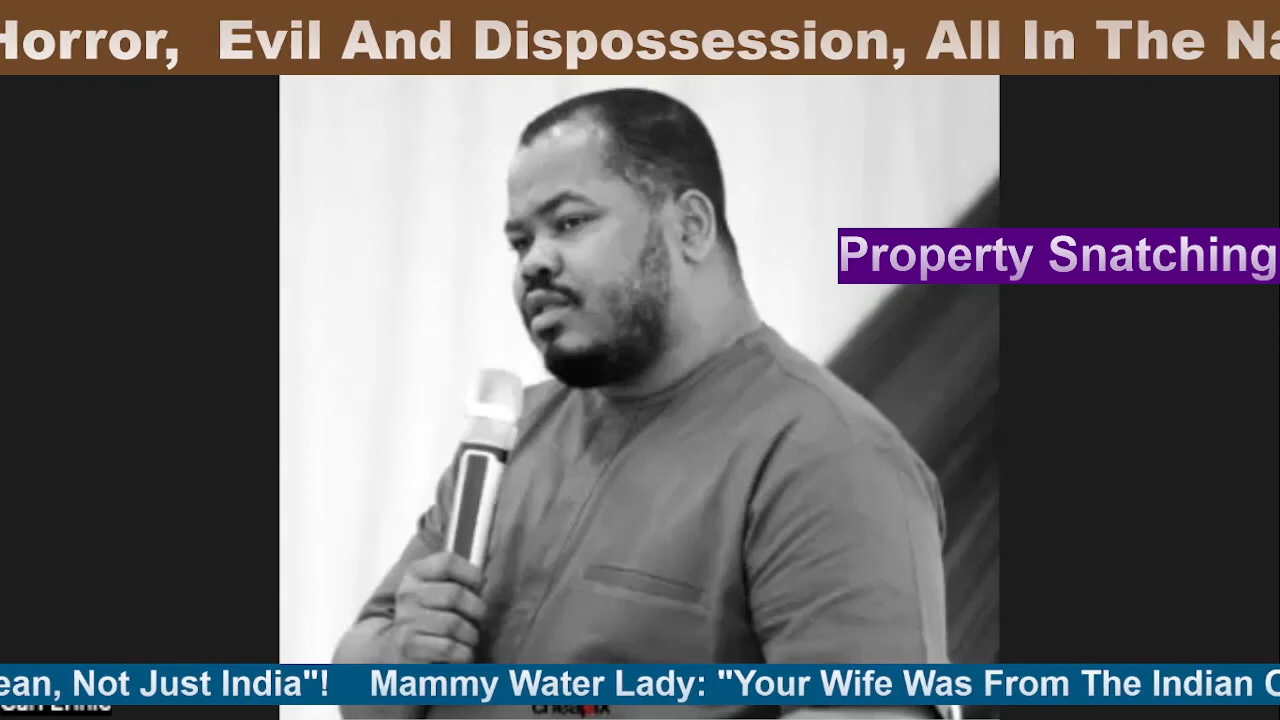 Horror, Evil And Dispossession, All In The Na
Property Snatching
ean, Not Just India"! Mammy Water Lady: "Your Wife Was From The Indian O